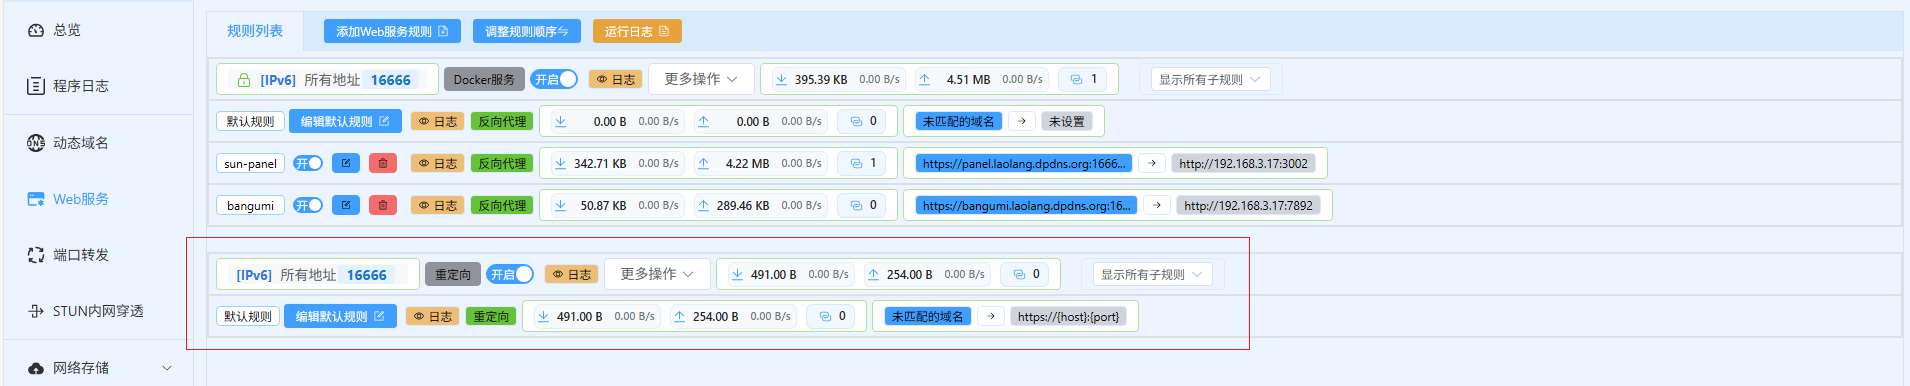 总览
程序日志
动态域名
Web服务
端口转发
STUN内网穿透
网络存储
规则列表 添加Web服务规则 调整规则顺序 运行日志
[IPv6] 所有地址 16666 Docker服务 开启 日志 更多操作 395.39 KB 0.00 B/s 4.51 MB 0.00 B/s 1 显示所有子规则
默认规则 编辑默认规则 日志 反向代理 0.00 B 0.00 B/s 0.00 B 0.00 B/s 0 未匹配的域名 → 未设置
sun-panel 开 日志 反向代理 342.71 KB 0.00 B/s 4.22 MB 0.00 B/s 1 https://panel.laolang.dpdns.org:1666... → http://192.168.3.17:3002
bangumi 开 日志 反向代理 50.87 KB 0.00 B/s 289.46 KB 0.00 B/s 0 https://bangumi.laolang.dpdns.org:16... → http://192.168.3.17:7892
[IPv6] 所有地址 16666 重定向 开启 日志 更多操作 491.00 B 0.00 B/s 254.00 B 0.00 B/s 0 显示所有子规则
默认规则 编辑默认规则 日志 重定向 491.00 B 0.00 B/s 254.00 B 0.00 B/s 0 未匹配的域名 → https://{host}:{port}